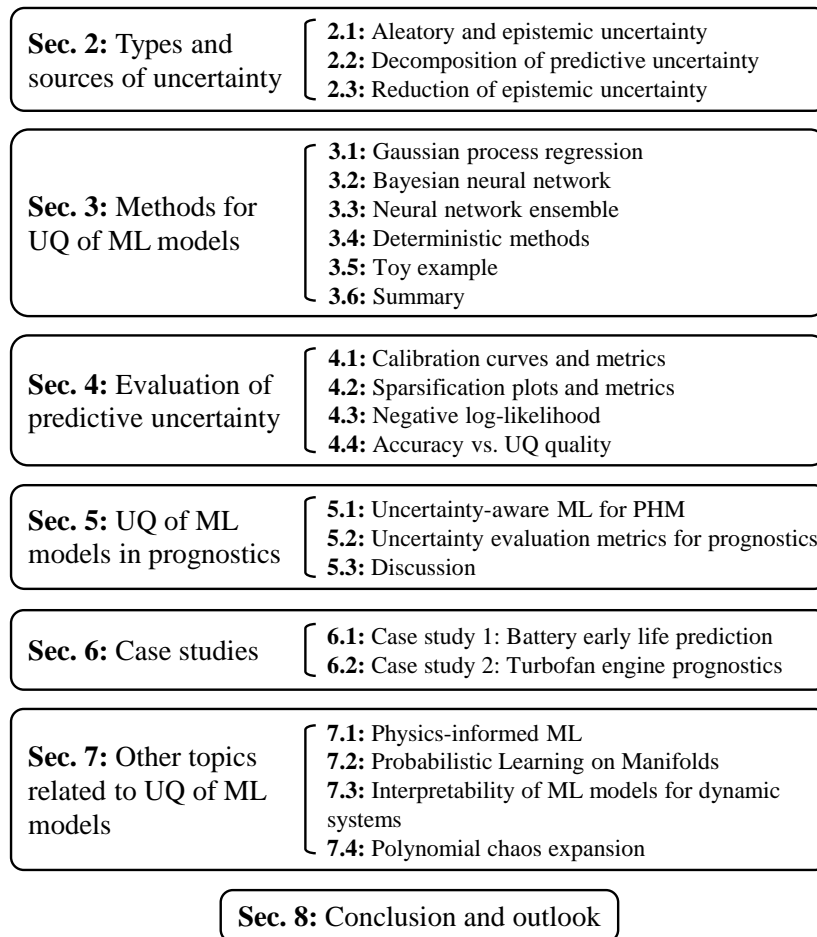 Sec. 2: Types and
sources of uncertainty
2.1: Aleatory and epistemic uncertainty
2.2: Decomposition of predictive uncertainty
2.3: Reduction of epistemic uncertainty
Sec. 3: Methods for
UQ of ML models
3.1: Gaussian process regression
3.2: Bayesian neural network
3.3: Neural network ensemble
3.4: Deterministic methods
3.5: Toy example
3.6: Summary
Sec. 4: Evaluation of
predictive uncertainty
4.1: Calibration curves and metrics
4.2: Sparsification plots and metrics
4.3: Negative log-likelihood
4.4: Accuracy vs. UQ quality
Sec. 5: UQ of ML
models in prognostics
5.1: Uncertainty-aware ML for PHM
5.2: Uncertainty evaluation metrics for prognostics
5.3: Discussion
Sec. 6: Case studies
6.1: Case study 1: Battery early life prediction
6.2: Case study 2: Turbofan engine prognostics
Sec. 7: Other topics
related to UQ of ML
models
7.1: Physics-informed ML
7.2: Probabilistic Learning on Manifolds
7.3: Interpretability of ML models for dynamic
systems
7.4: Polynomial chaos expansion
Sec. 8: Conclusion and outlook